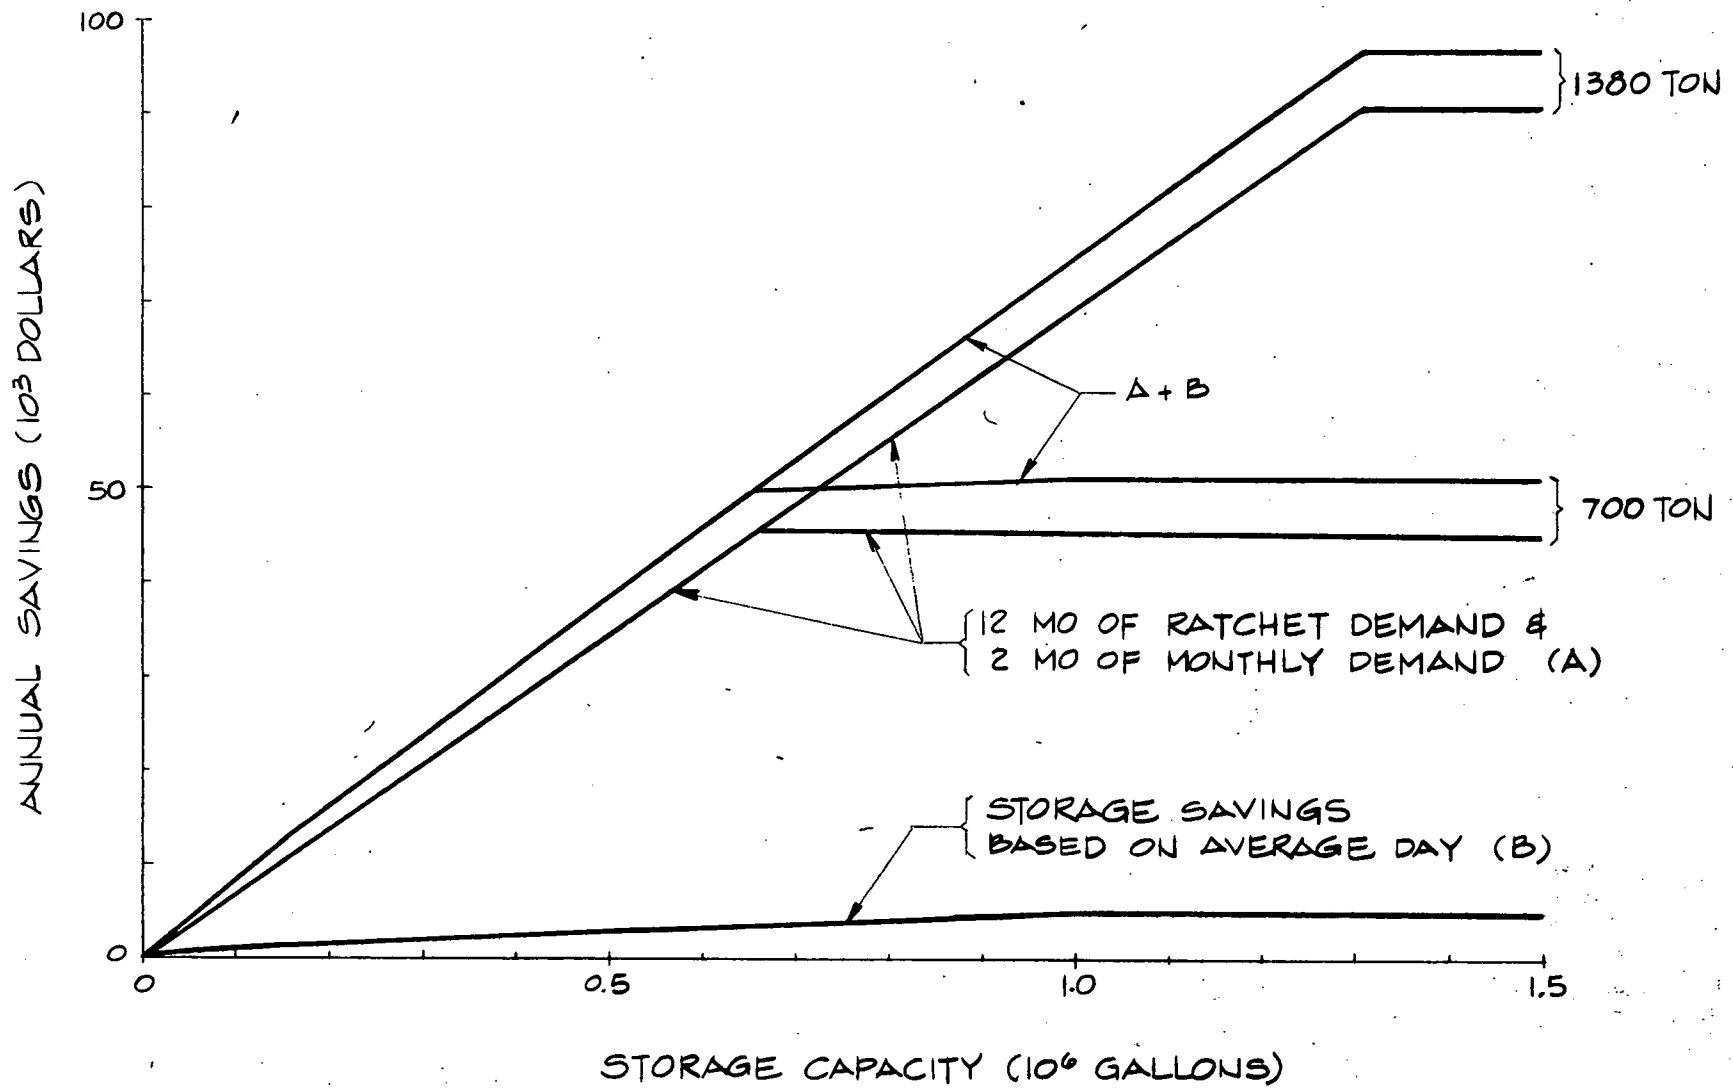 100
50
0
ANNUAL SAVINGS (10³ DOLLARS)
} 1380 TON
A + B
} 700 TON
{ 12 MO OF RATCHET DEMAND &
2 MO OF MONTHLY DEMAND (A)
{ STORAGE SAVINGS
BASED ON AVERAGE DAY (B)
0 0.5 1.0 1.5
STORAGE CAPACITY (10⁶ GALLONS)